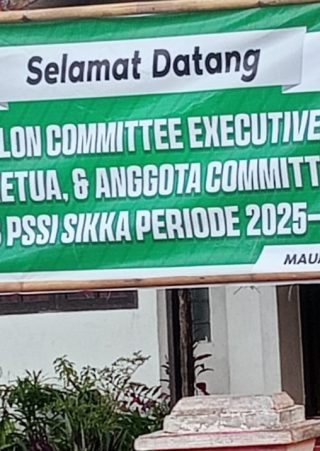 Selamat Datang
LON COMMITTEE EXECUTIVE
ETUA, & ANGGOTA COMMITT
PSSI SIKKA PERIODE 2025-
MAU